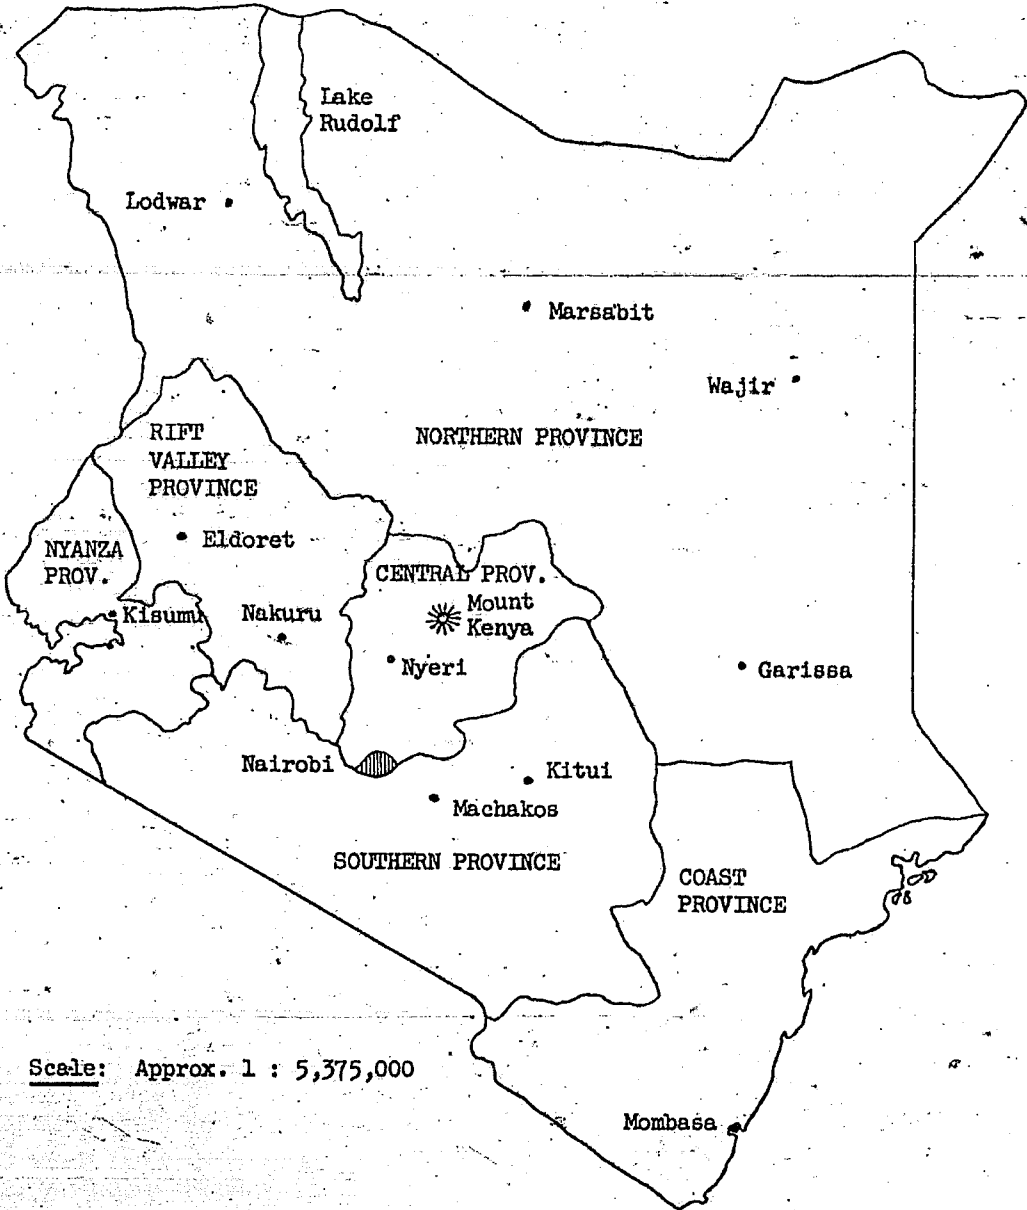 Lake
Rudolf
Lodwar
Marsabit
Wajir
NORTHERN PROVINCE
RIFT
VALLEY
PROVINCE
Eldoret
NYANZA
PROV.
CENTRAL PROV.
Mount
Kenya
Kisumu
Nakuru
Nyeri
Garissa
Nairobi
Kitui
Machakos
SOUTHERN PROVINCE
COAST
PROVINCE
Scale: Approx. 1 : 5,375,000
Mombasa